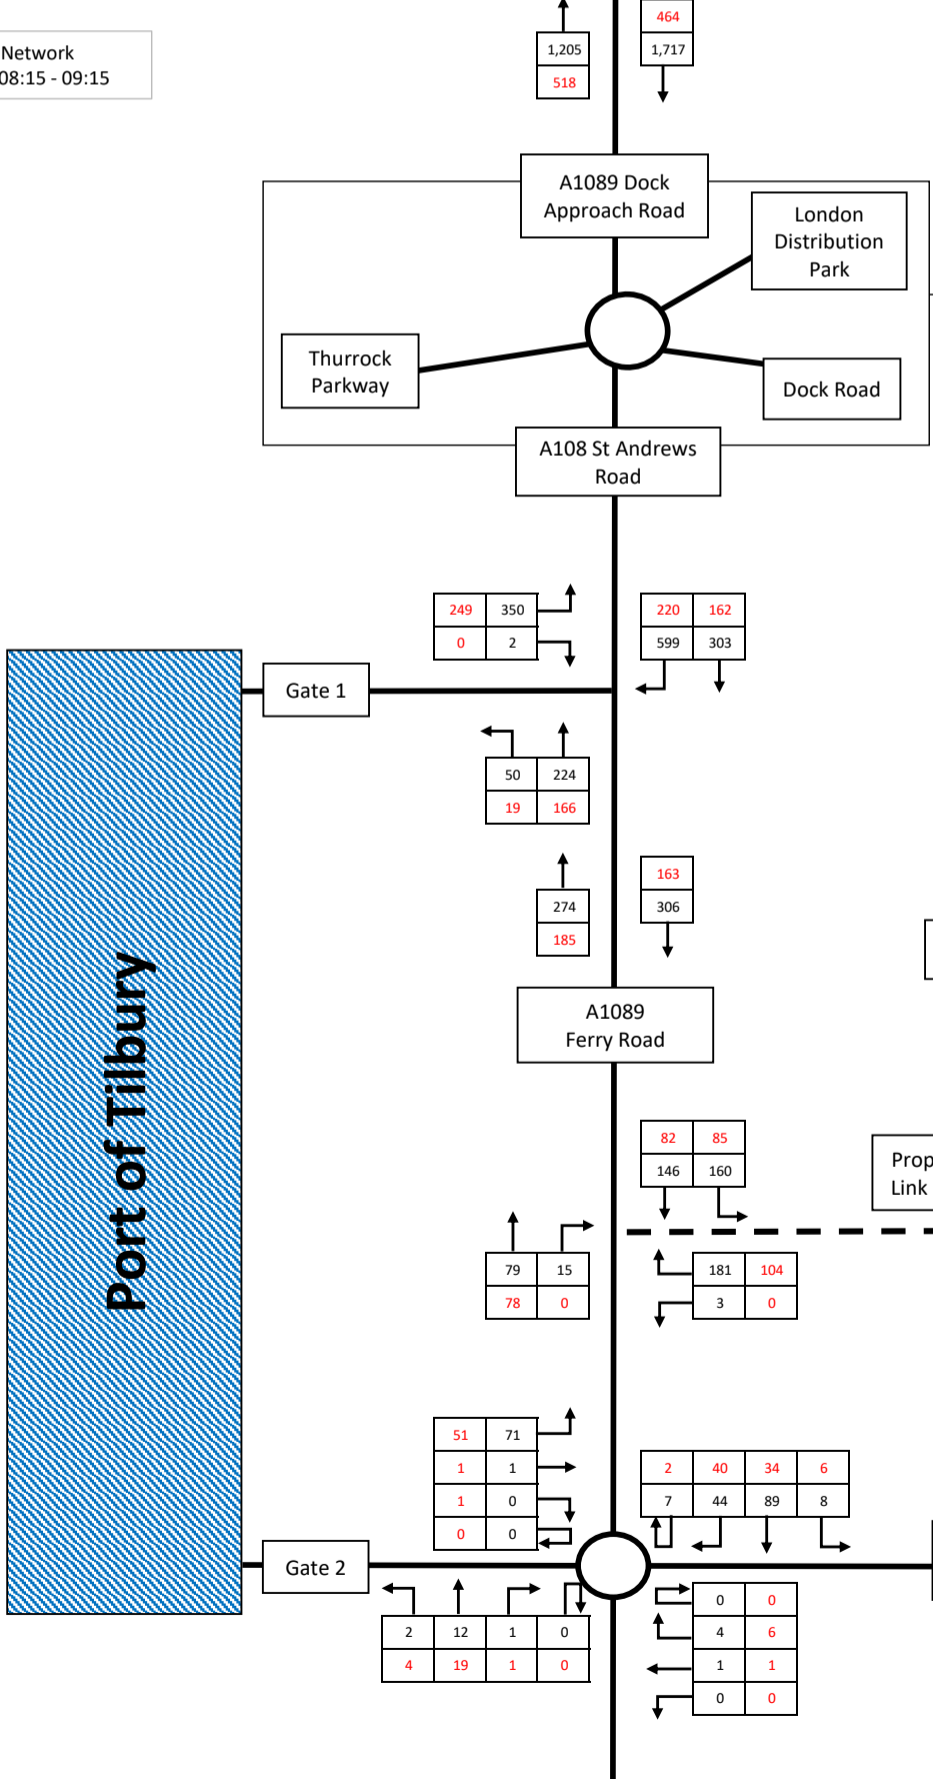 464
1,205 1,717
518
Network
08:15 - 09:15
A1089 Dock
Approach Road
London
Distribution
Park
Thurrock
Parkway
Dock Road
A108 St Andrews
Road
249 350 220 162
0 2 599 303
Gate 1
50 224
19 166
163
274 306
185
Port of Tilbury
A1089
Ferry Road
82 85
146 160
Prop
Link
79 15 181 104
78 0 3 0
51 71
1 1 2 40 34 6
1 0 7 44 89 8
0 0
Gate 2
0 0
2 12 1 0 4 6
4 19 1 0 1 1
0 0